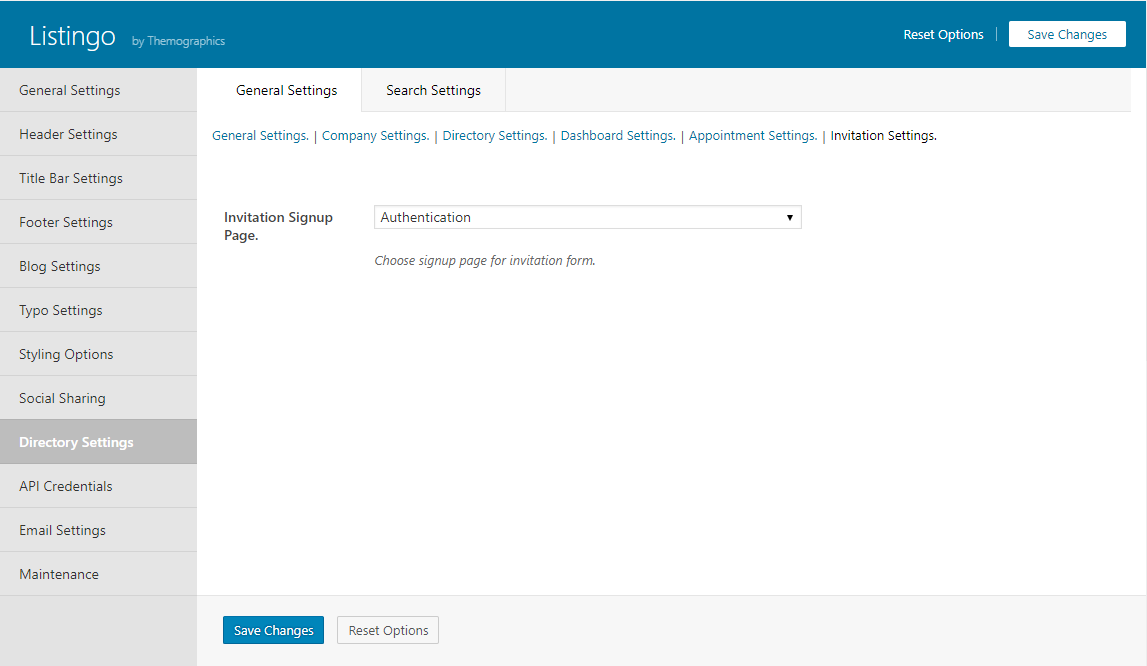 Listingo by Themographics
Reset Options | Save Changes
General Settings
Header Settings
Title Bar Settings
Footer Settings
Blog Settings
Typo Settings
Styling Options
Social Sharing
Directory Settings
API Credentials
Email Settings
Maintenance
General Settings Search Settings
General Settings. | Company Settings. | Directory Settings. | Dashboard Settings. | Appointment Settings. | Invitation Settings.
Invitation Signup
Page.
Authentication
Choose signup page for invitation form.
Save Changes Reset Options